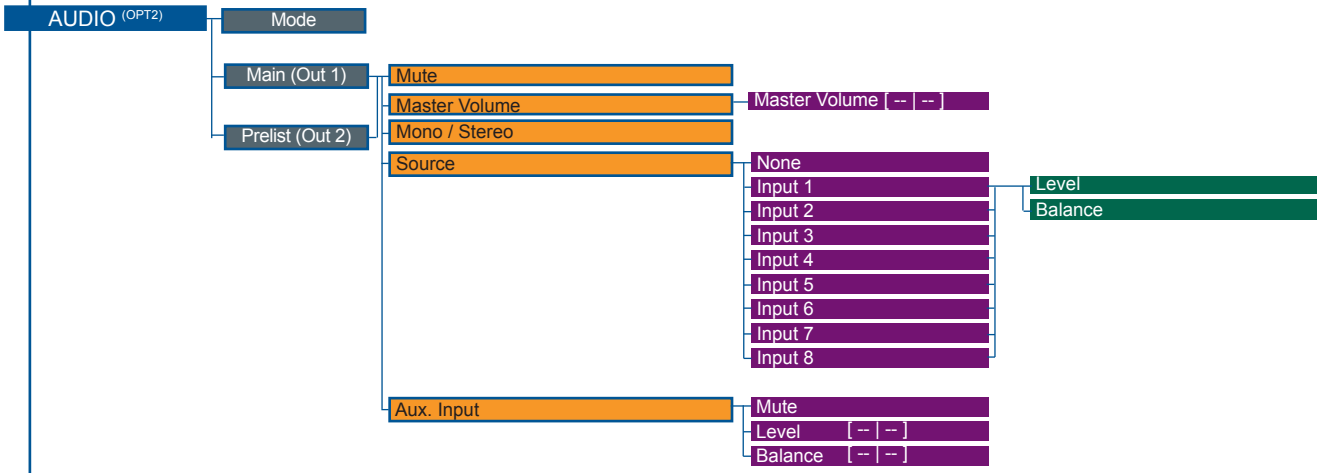 AUDIO (OPT2)
Mode
Main (Out 1)
Mute
Master Volume
Master Volume [ -- | -- ]
Prelist (Out 2)
Mono / Stereo
Source
None
Input 1
Level
Input 2
Balance
Input 3
Input 4
Input 5
Input 6
Input 7
Input 8
Aux. Input
Mute
Level [ -- | -- ]
Balance [ -- | -- ]